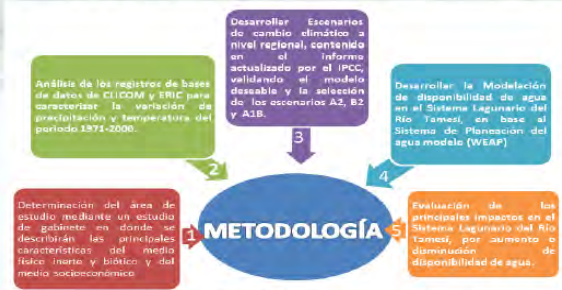 Determinación del área de
estudio mediante un estudio
de gabinete en donde se
describirán las principales
características del medio
físico inerte y biótico y del
medio socioeconómico
1
Análisis de los registros de bases
de datos de CLICOM y ERIC para
caracterizar la variación de
precipitación y temperatura del
periodo 1971-2000.
2
Desarrollar Escenarios
de cambio climático a
nivel regional, contenido
en el informe
actualizado por el IPCC,
validando el modelo
deseable y la selección
de los escenarios A2, B2
y A1B.
3
Desarrollar la Modelación
de disponibilidad de agua
en el Sistema Lagunario del
Río Tamesí, en base al
Sistema de Planeación del
agua modelo (WEAP)
4
Evaluación de los
principales impactos en el
Sistema Lagunario del Río
Tamesí, por aumento o
disminución de
disponibilidad de agua.
5
METODOLOGÍA